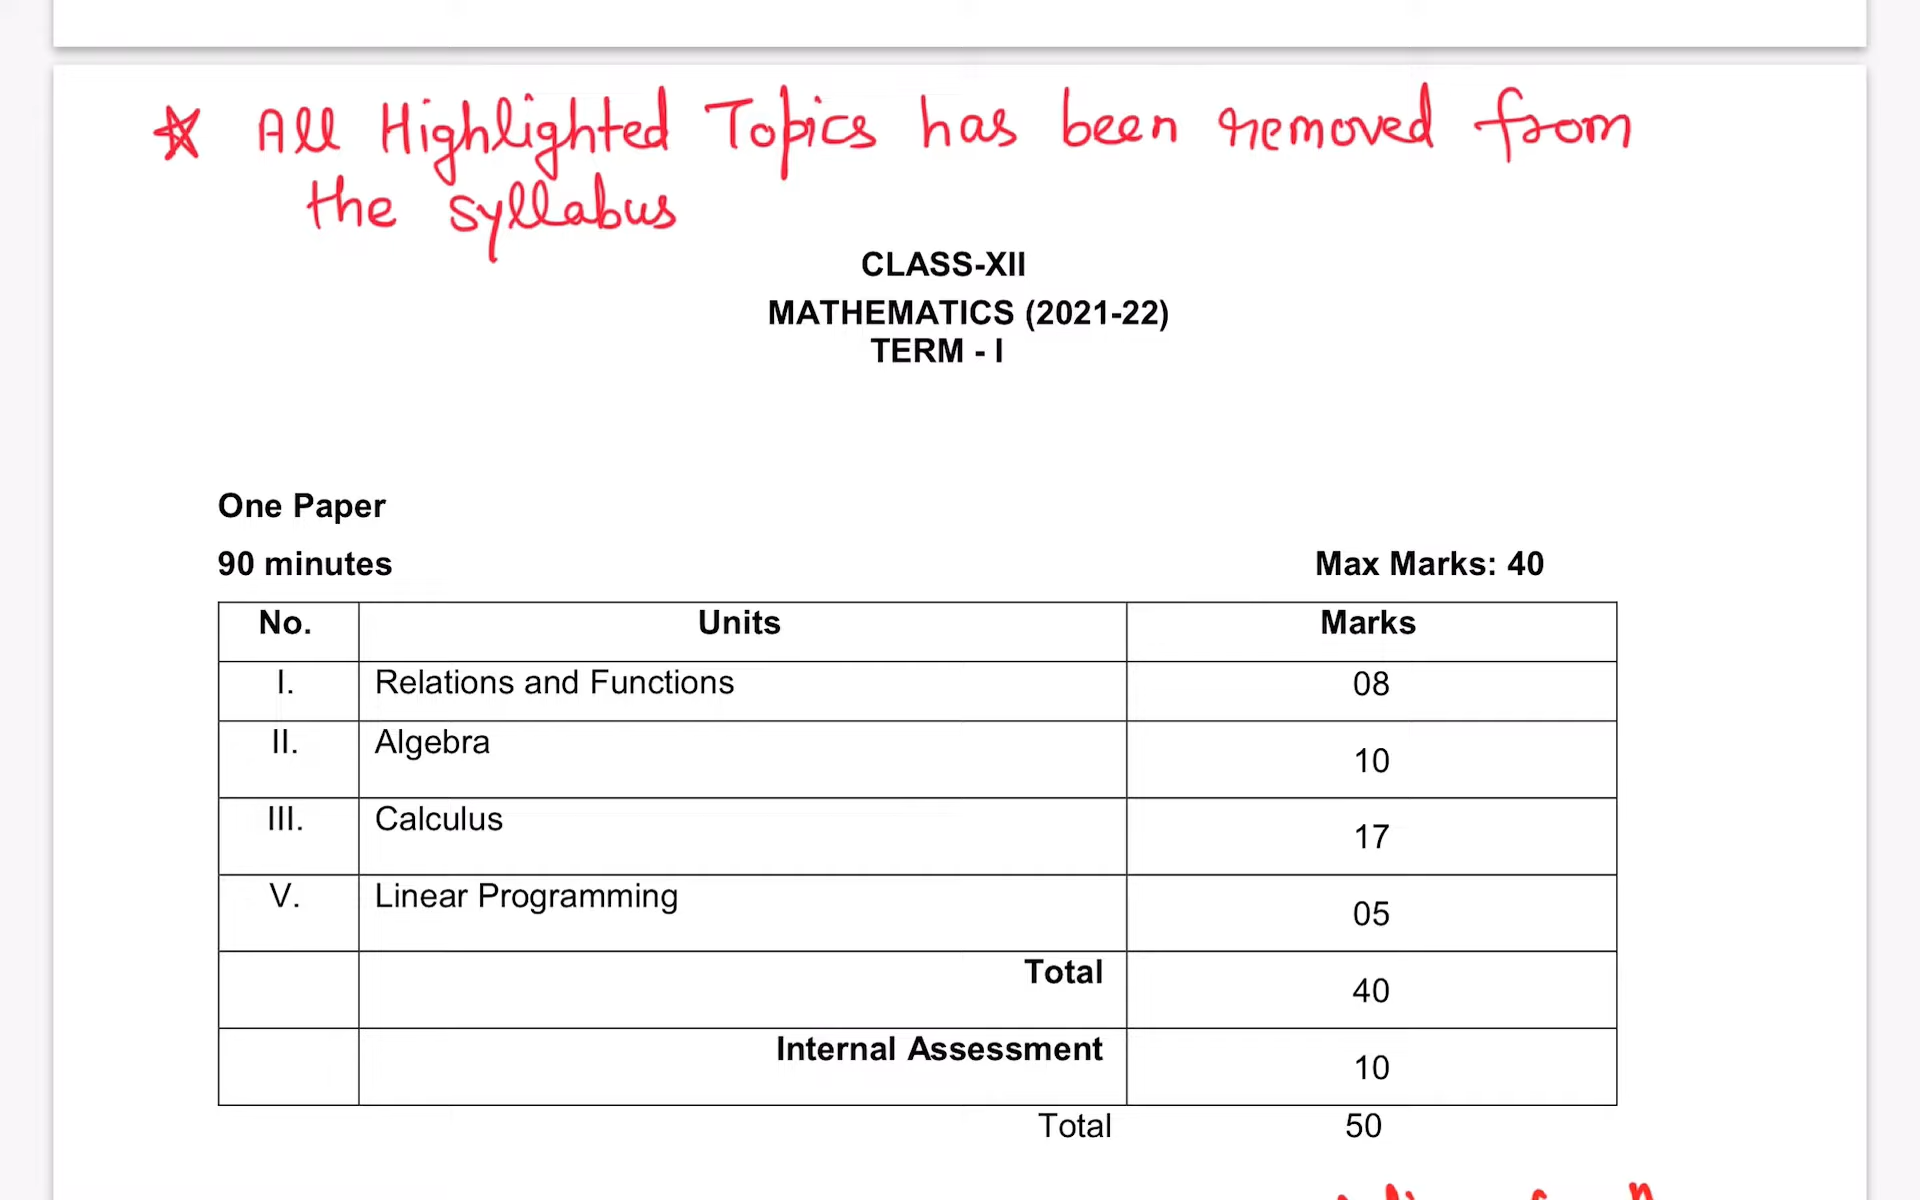 All Highlighted Topics has been removed from
the syllabus
CLASS-XII
MATHEMATICS (2021-22)
TERM - I
One Paper
90 minutes Max Marks: 40
No. Units Marks
I. Relations and Functions 08
II. Algebra 10
III. Calculus 17
V. Linear Programming 05
Total 40
Internal Assessment 10
Total 50